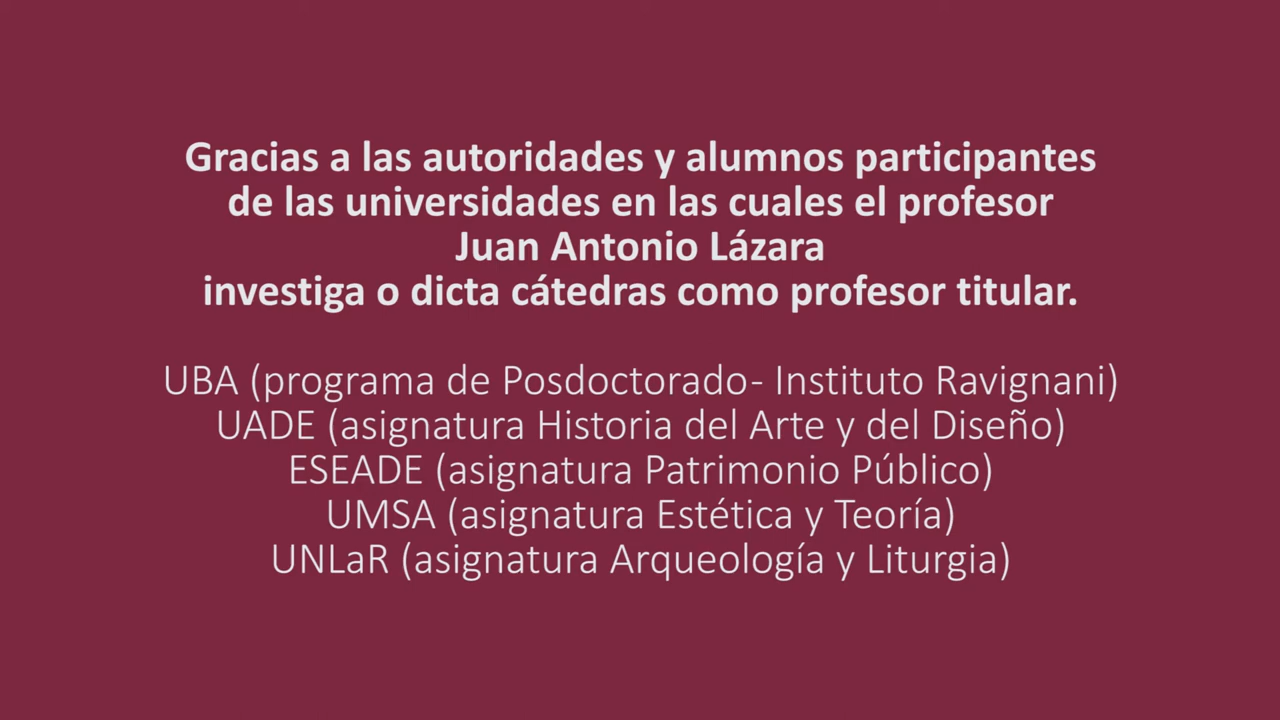 Gracias a las autoridades y alumnos participantes
de las universidades en las cuales el profesor
Juan Antonio Lázara
investiga o dicta cátedras como profesor titular.
UBA (programa de Posdoctorado- Instituto Ravignani)
UADE (asignatura Historia del Arte y del Diseño)
ESEADE (asignatura Patrimonio Público)
UMSA (asignatura Estética y Teoría)
UNLaR (asignatura Arqueología y Liturgia)